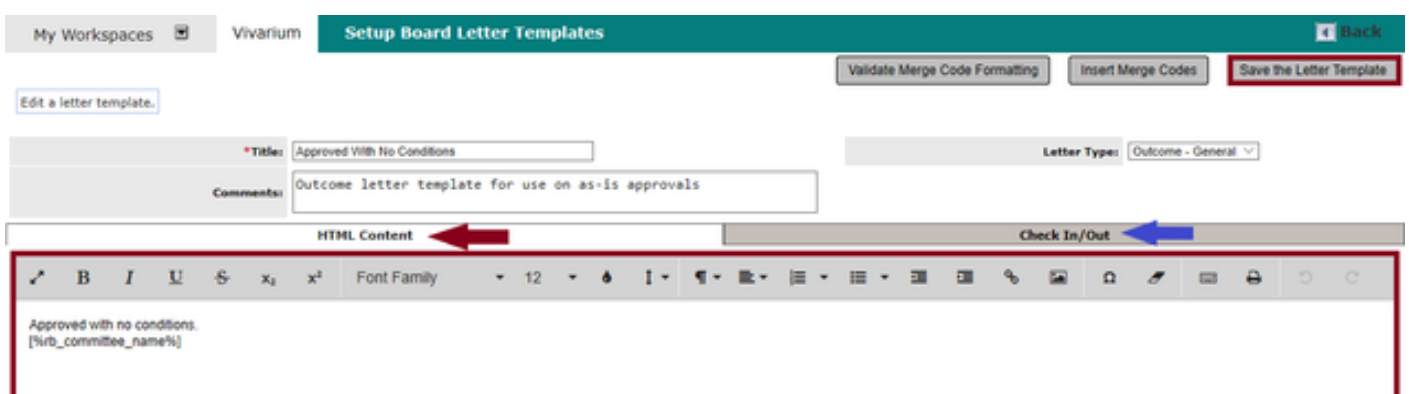 My Workspaces Vivarium Setup Board Letter Templates Back
Validate Merge Code Formatting Insert Merge Codes Save the Letter Template
Edit a letter template.
*Title: Approved With No Conditions Letter Type: Outcome - General
Comments: Outcome letter template for use on as-is approvals
HTML Content Check In/Out
B I U S x₂ x² Font Family 12 ¶ Ω
Approved with no conditions.
[%rb_committee_name%]